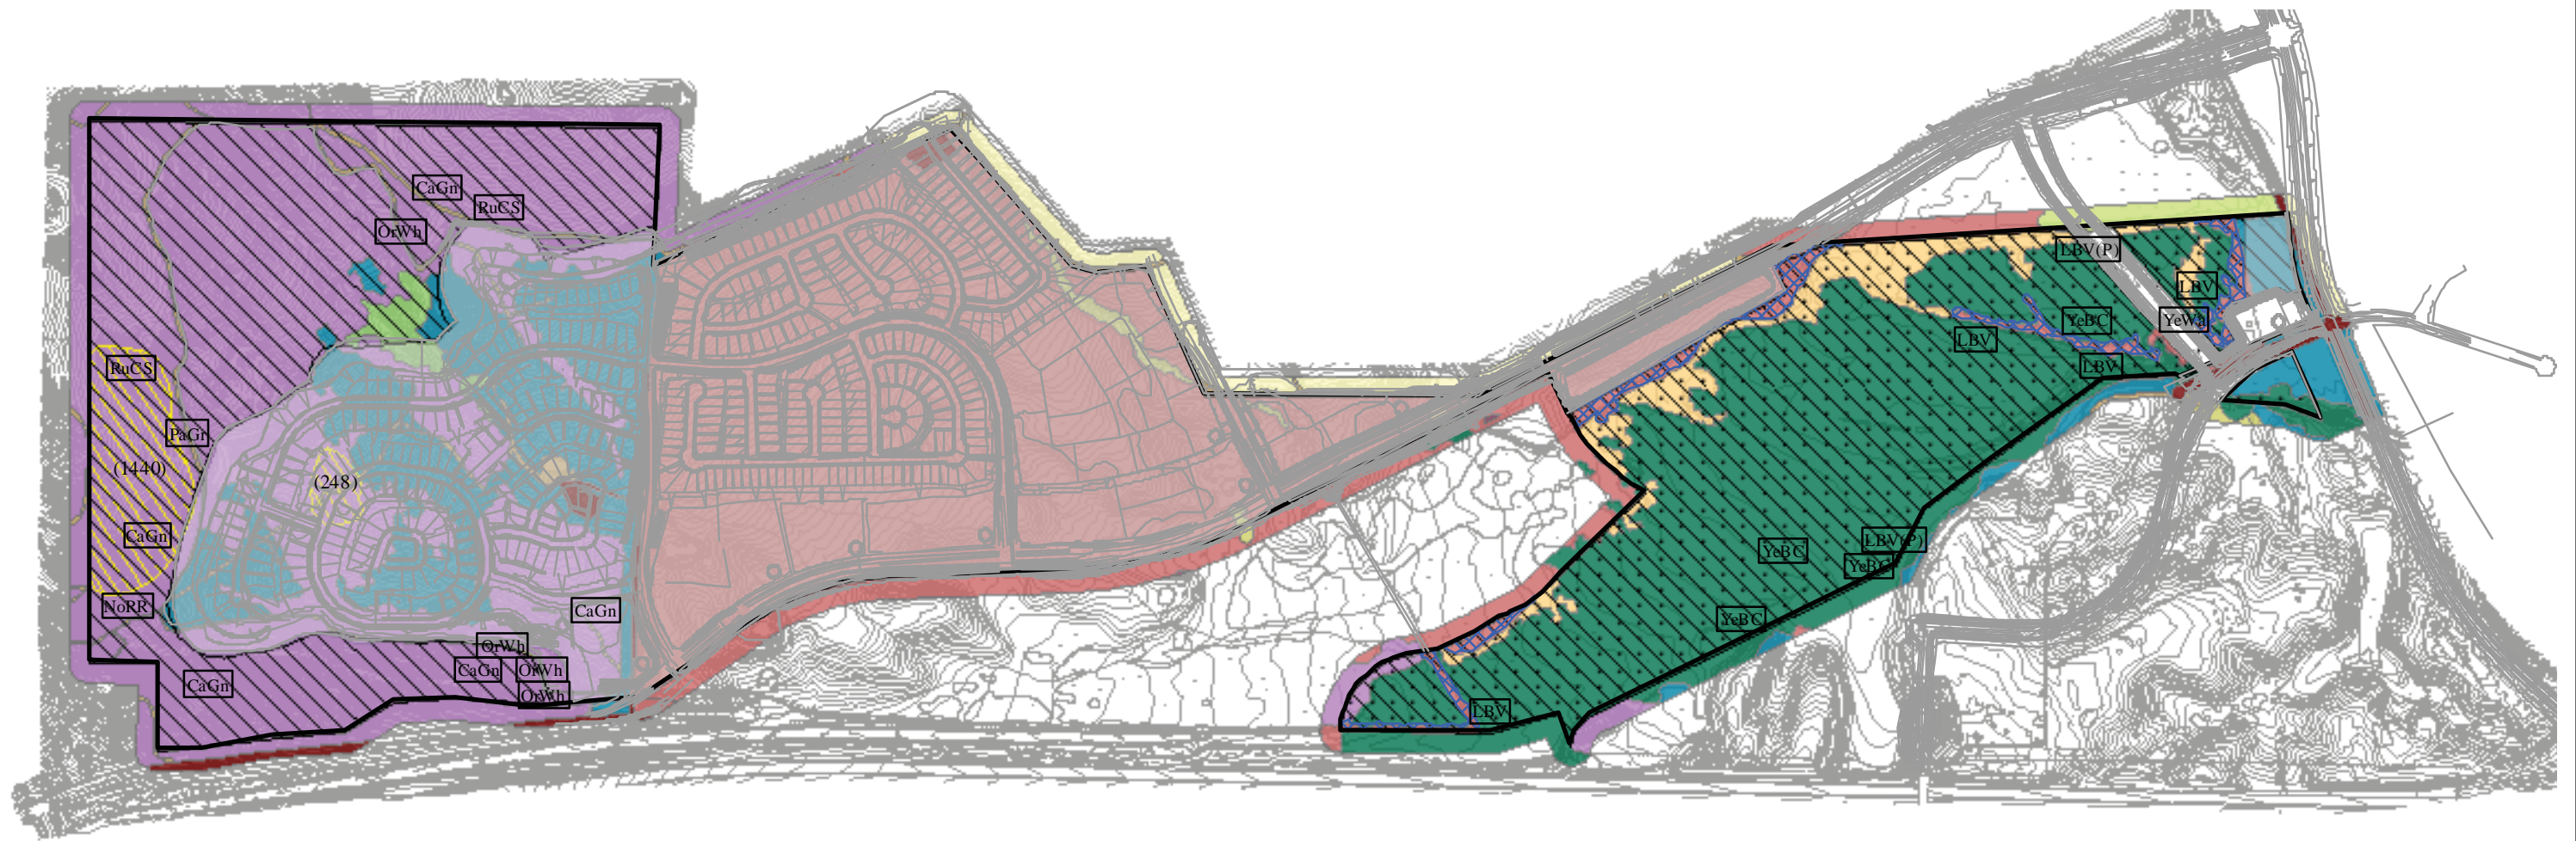 CaGn
RuCS
OrWh
LBV(P)
LBV
YeBC
YeWa
LBV
LBV
RuCS
PaGr
(1440)
(248)
CaGn
LBV(P)
YeBC
YeBC
NoRR
CaGn
YeBC
OrWh
CaGn
OrWh
CaGn
OrWh
LBV